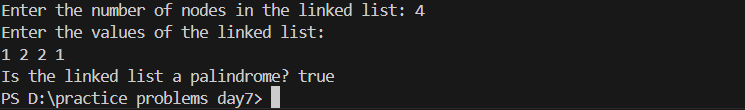 Enter the number of nodes in the linked list: 4
Enter the values of the linked list:
1 2 2 1
Is the linked list a palindrome? true
PS D:\practice problems day7>